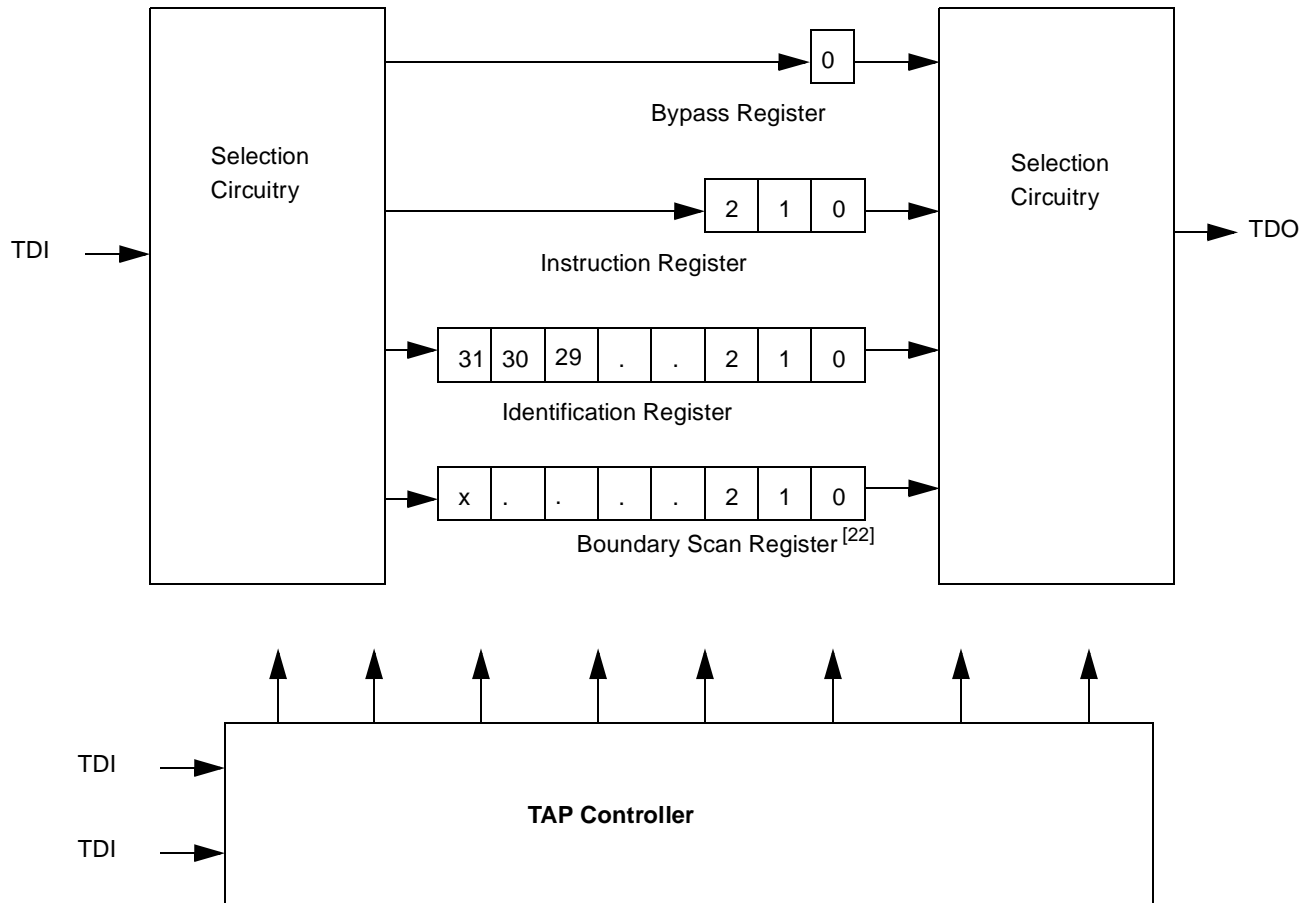 0
Bypass Register
Selection
Circuitry
Selection
Circuitry
2 1 0
TDI
TDO
Instruction Register
31 30 29 . . 2 1 0
Identification Register
x . . . . 2 1 0
Boundary Scan Register [22]
TDI
TAP Controller
TDI